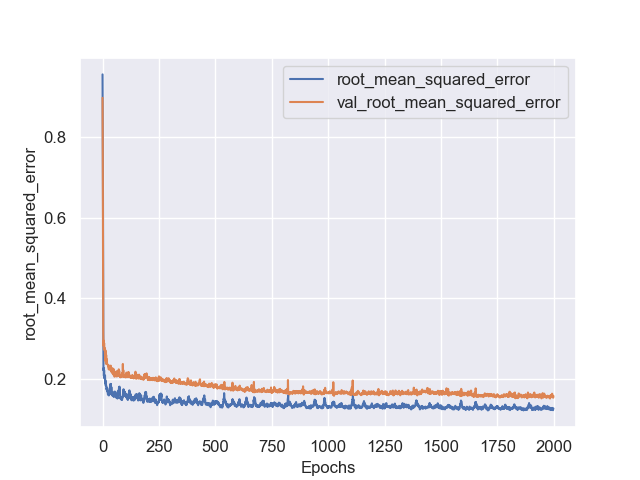 root_mean_squared_error
val_root_mean_squared_error
root_mean_squared_error
0.8
0.6
0.4
0.2
0 250 500 750 1000 1250 1500 1750 2000
Epochs